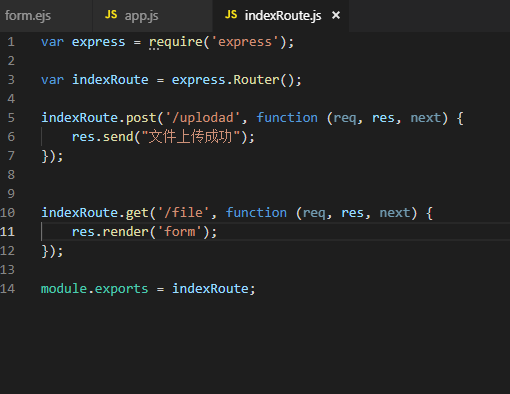 form.ejs JS app.js JS indexRoute.js ×
1 var express = require('express');
2
3 var indexRoute = express.Router();
4
5 indexRoute.post('/uplodad', function (req, res, next) {
6     res.send("文件上传成功");
7 });
8
9
10 indexRoute.get('/file', function (req, res, next) {
11     res.render('form');
12 });
13
14 module.exports = indexRoute;